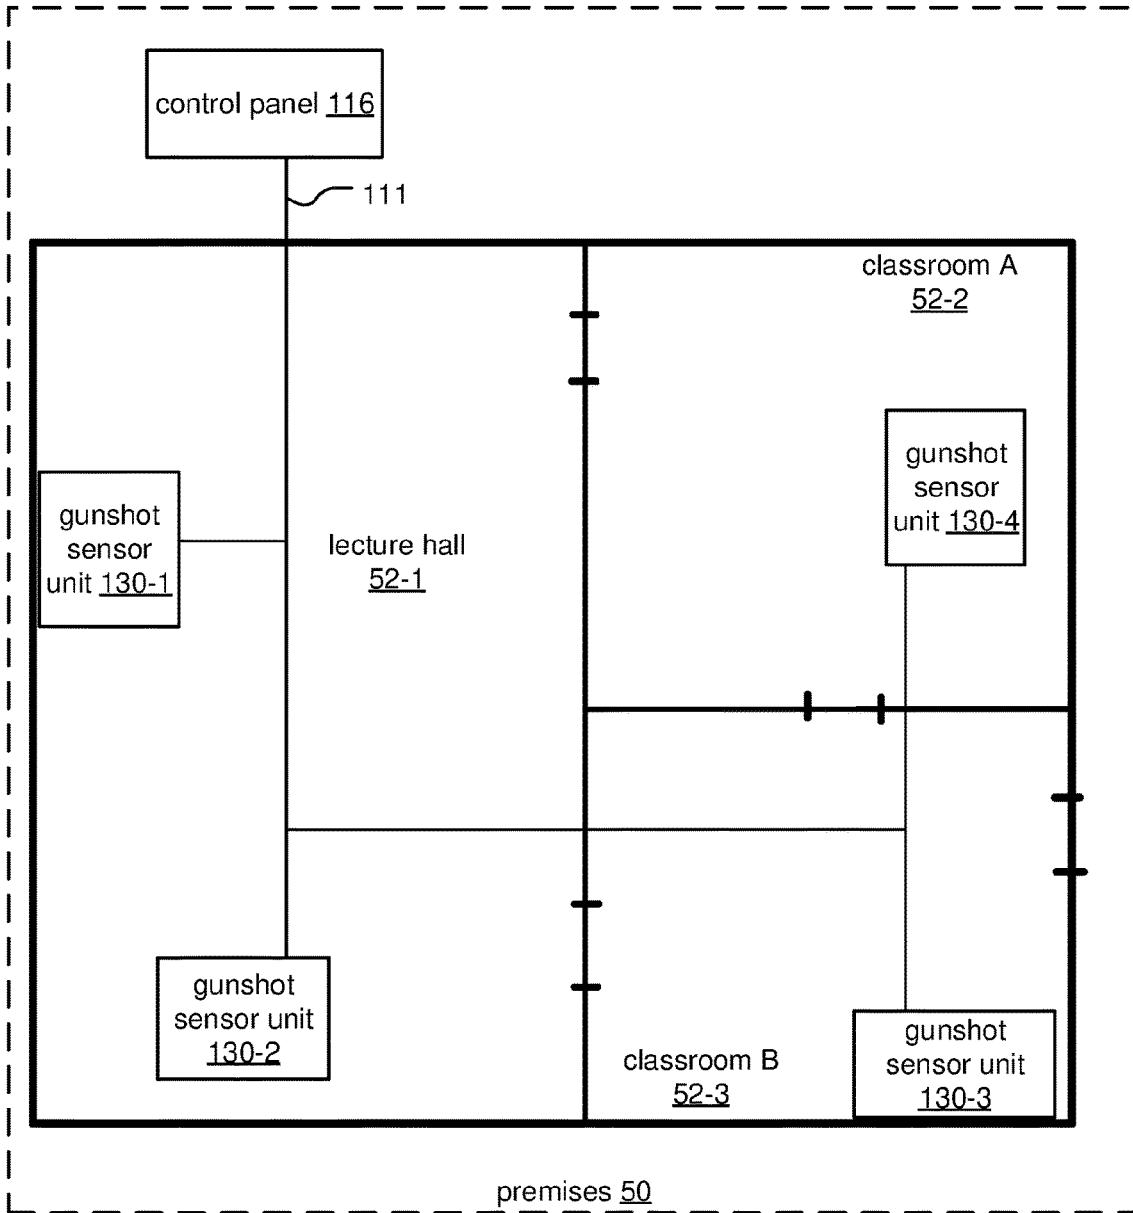 control panel 116
111
classroom A
52-2
gunshot
sensor
unit 130-4
gunshot
sensor
unit 130-1
lecture hall
52-1
gunshot
sensor unit
130-2
classroom B
52-3
gunshot
sensor unit
130-3
premises 50